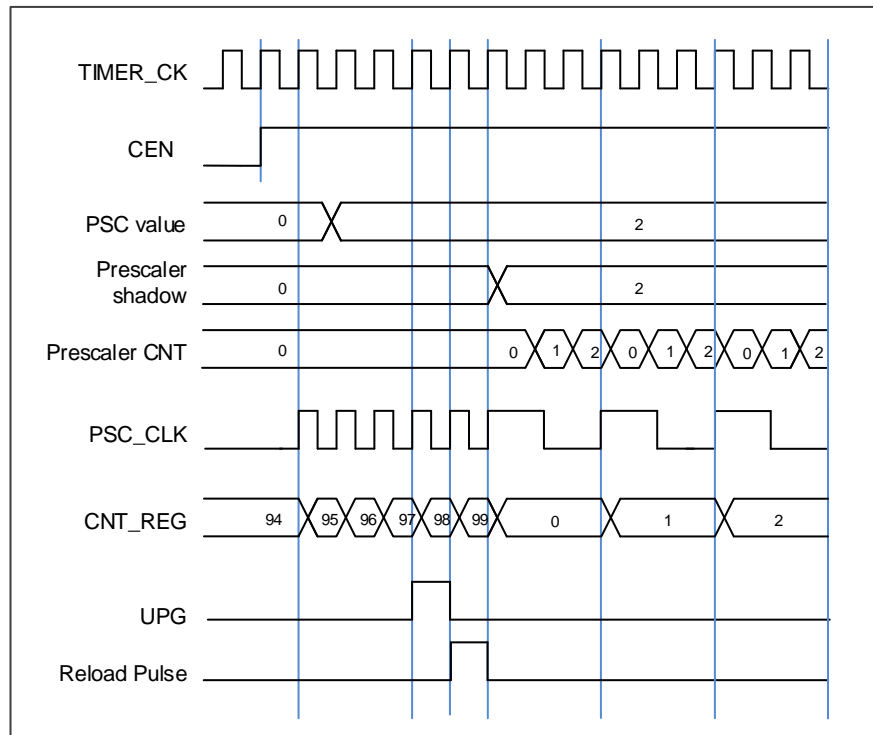 TIMER_CK
CEN
PSC value 0 2
Prescaler
shadow 0 2
Prescaler CNT 0 0 1 2 0 1 2 0 1 2
PSC_CLK
CNT_REG 94 95 96 97 98 99 0 1 2
UPG
Reload Pulse